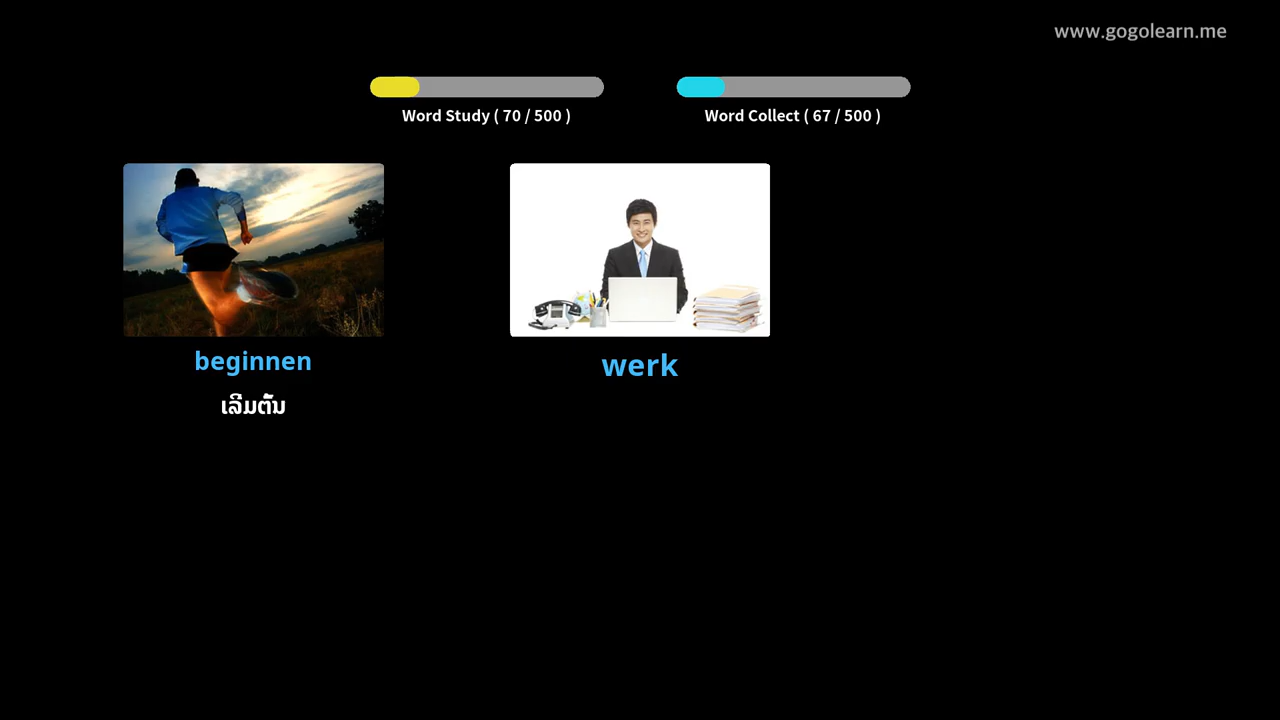 www.gogolearn.me
Word Study ( 70 / 500 )
Word Collect ( 67 / 500 )
beginnen
ເລີ່ມຕົ້ນ
werk